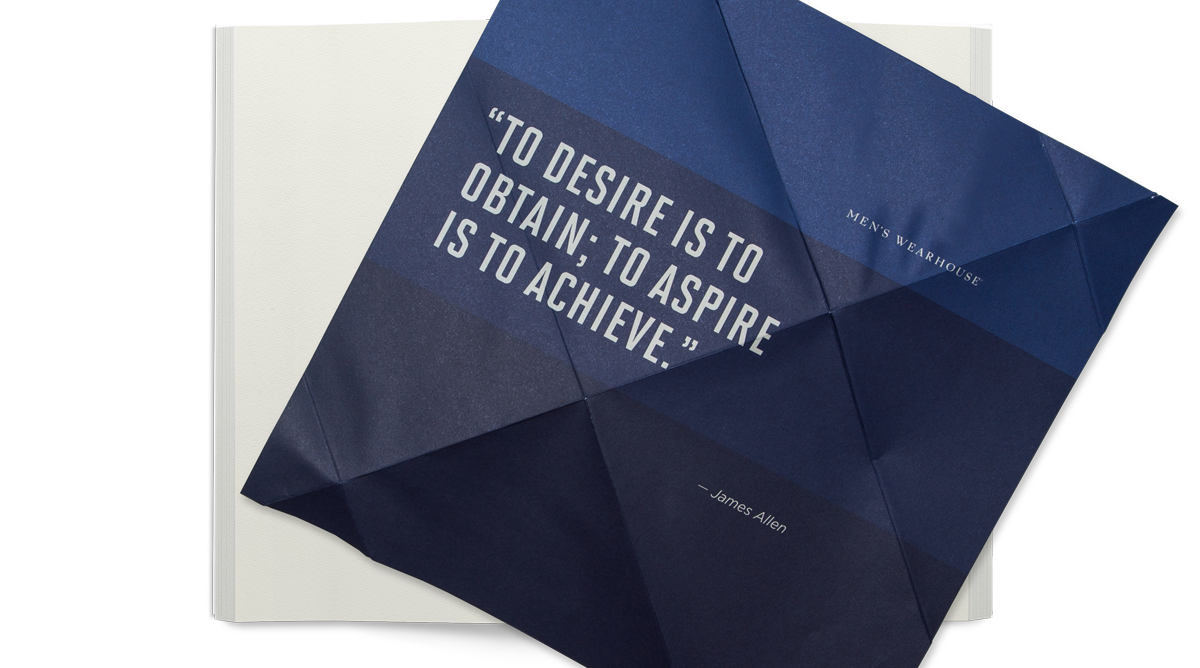 “TO DESIRE IS TO
OBTAIN; TO ASPIRE
IS TO ACHIEVE.”
MEN'S WEARHOUSE®
— James Allen